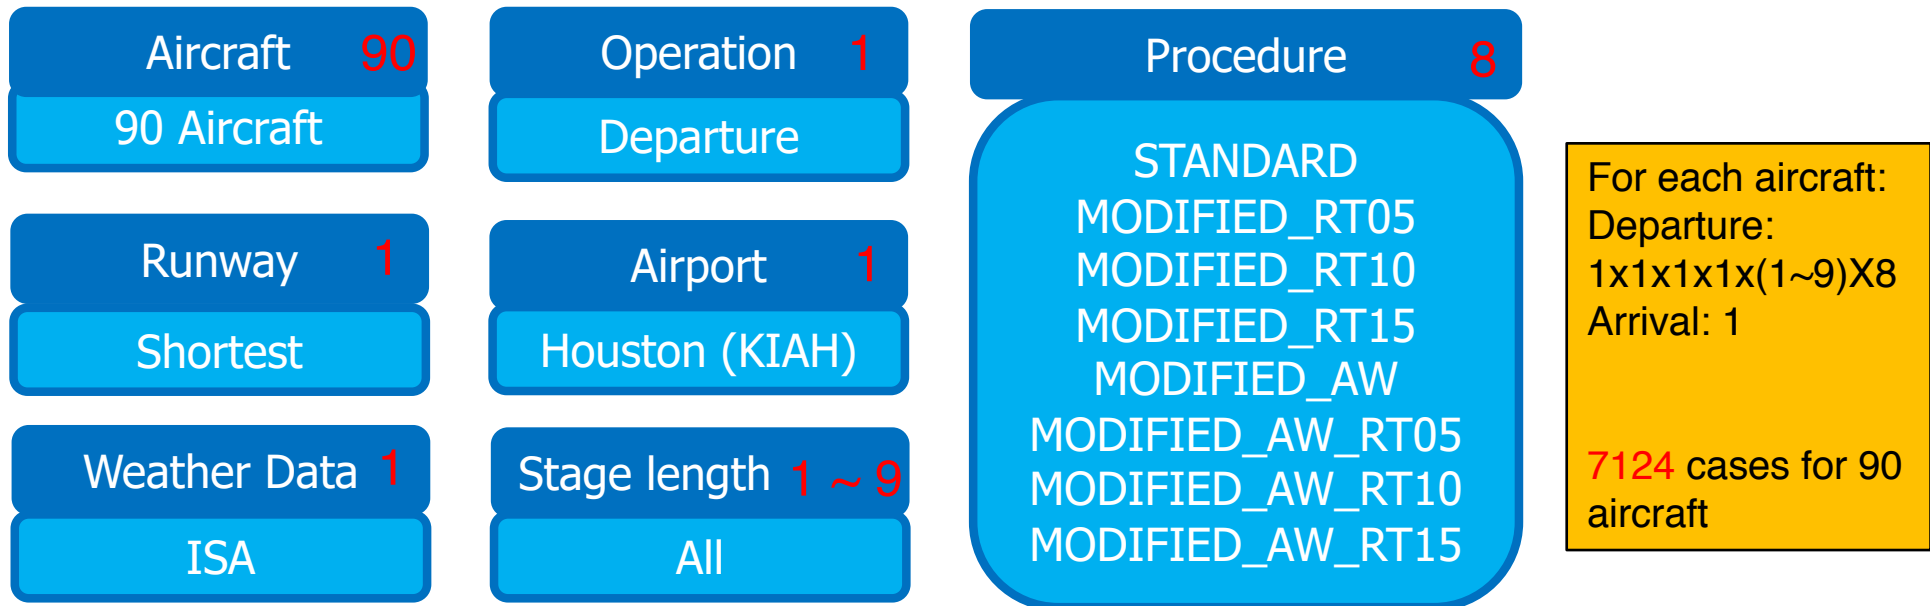 Aircraft 90
90 Aircraft
Operation 1
Departure
Procedure 8
STANDARD
MODIFIED_RT05
MODIFIED_RT10
MODIFIED_RT15
MODIFIED_AW
MODIFIED_AW_RT05
MODIFIED_AW_RT10
MODIFIED_AW_RT15
Runway 1
Shortest
Airport 1
Houston (KIAH)
Weather Data 1
ISA
Stage length 1 ~ 9
All
For each aircraft:
Departure:
1x1x1x1x(1~9)X8
Arrival: 1
7124 cases for 90
aircraft